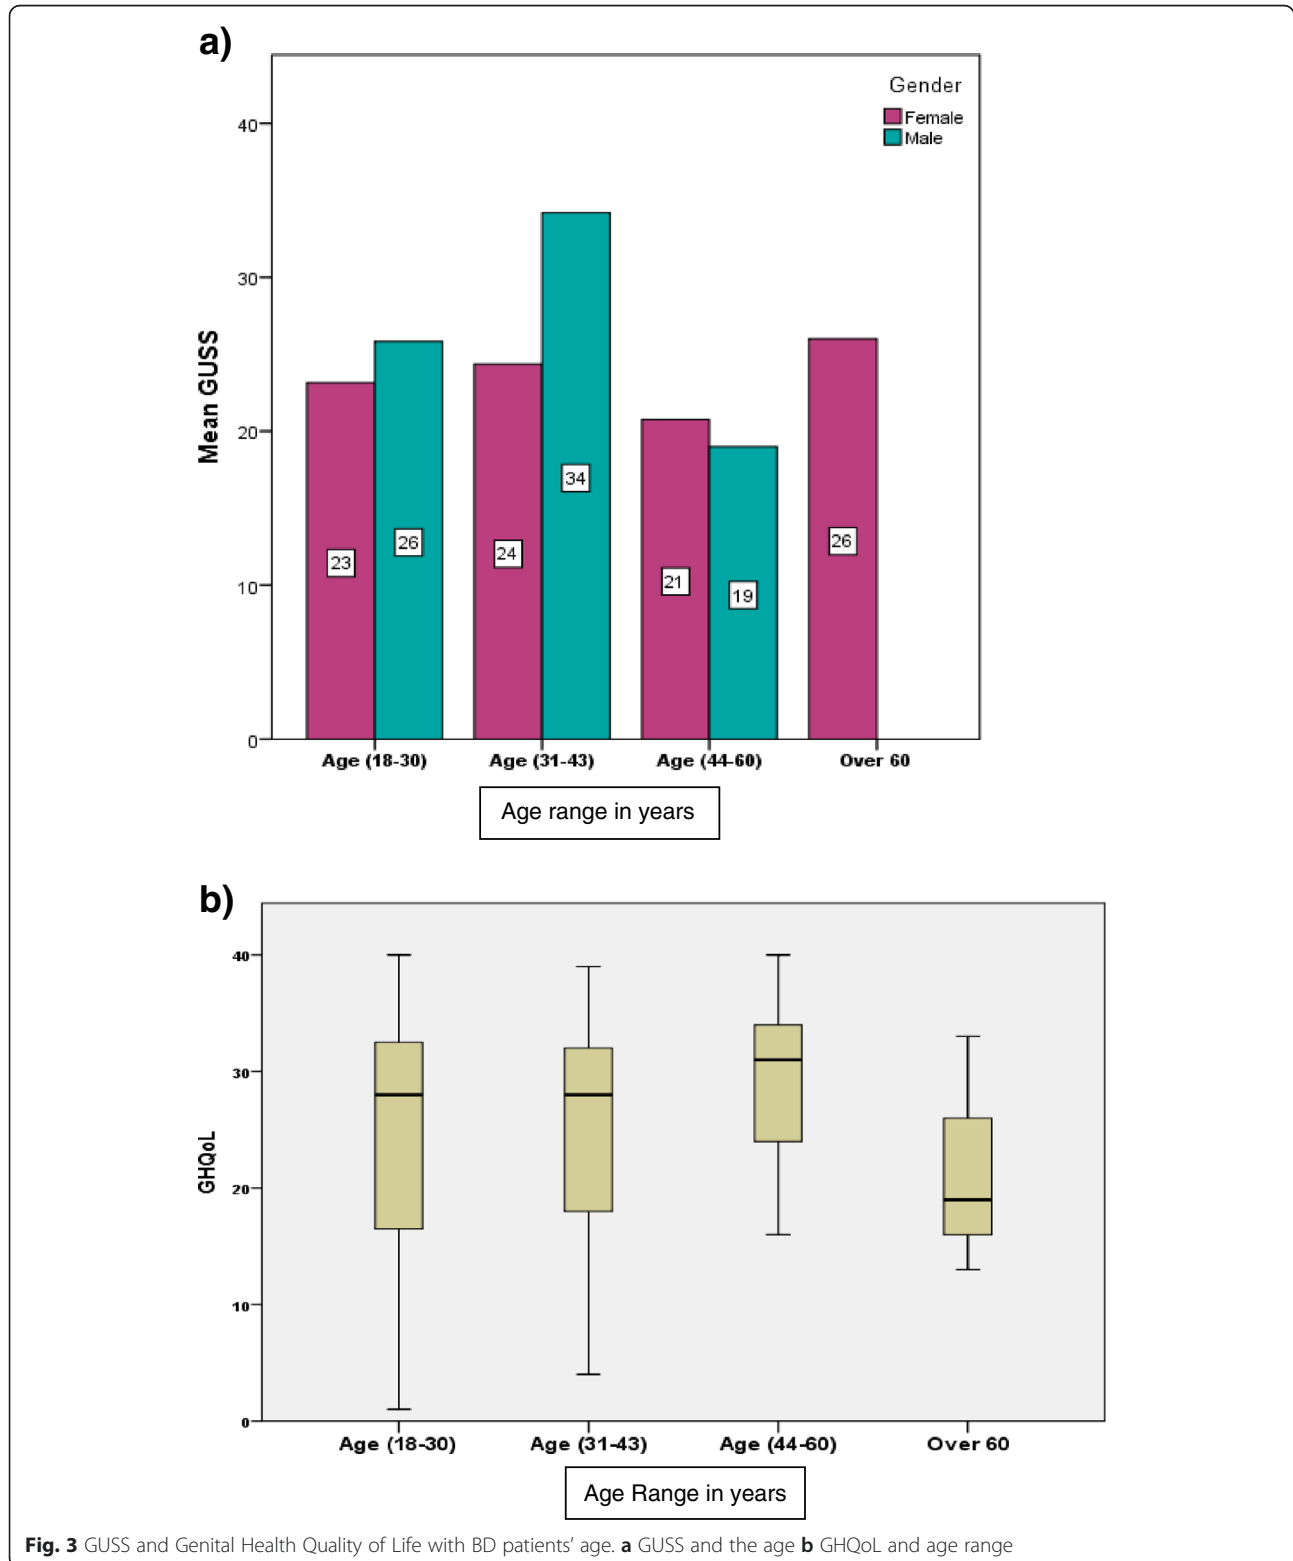 a)
Gender
Female
Male
40
30
20
10
0
Mean GUSS
23
26
24
34
21
19
26
Age (18-30) Age (31-43) Age (44-60) Over 60
Age range in years
b)
40
30
20
10
0
GHQoL
Age (18-30) Age (31-43) Age (44-60) Over 60
Age Range in years
Fig. 3 GUSS and Genital Health Quality of Life with BD patients’ age. a GUSS and the age b GHQoL and age range